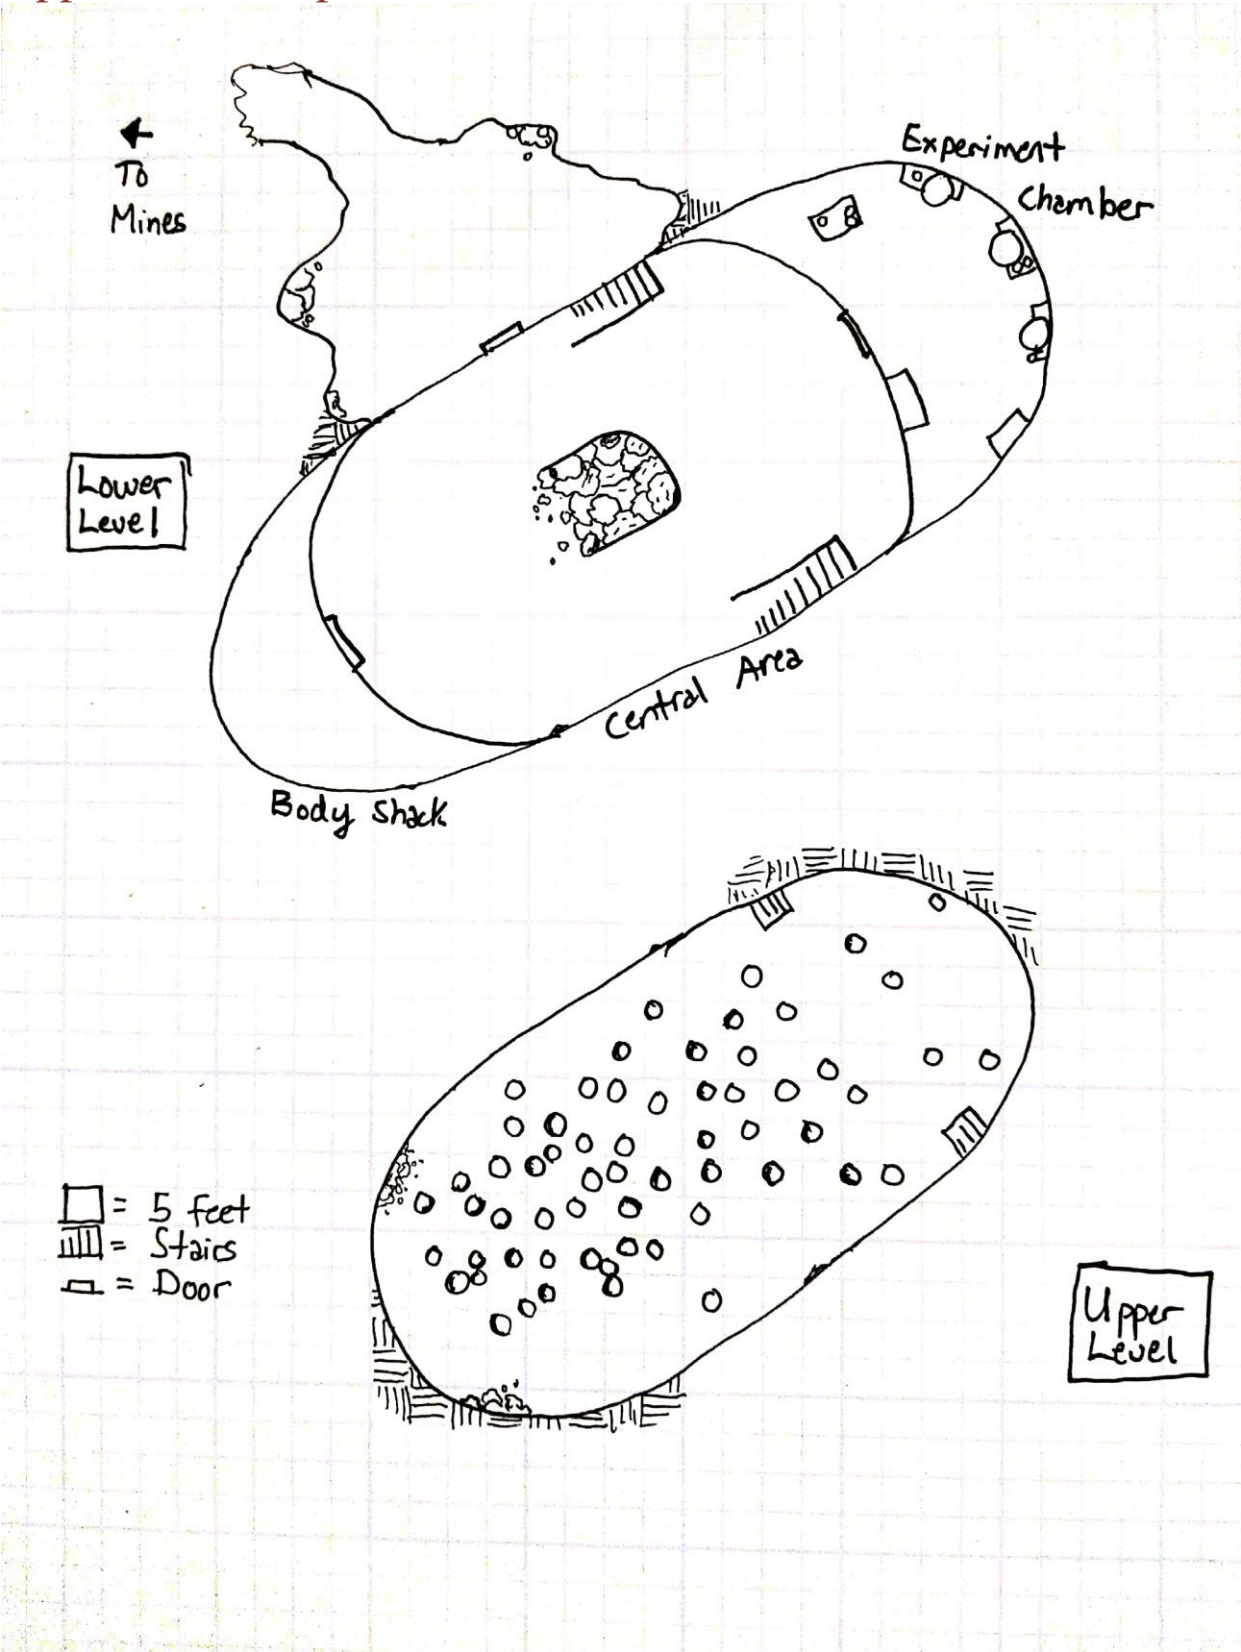 Experiment
Chamber
←
To
Mines
Lower
Level
Central Area
Body Shack
= 5 feet
= Stairs
= Door
Upper
Level